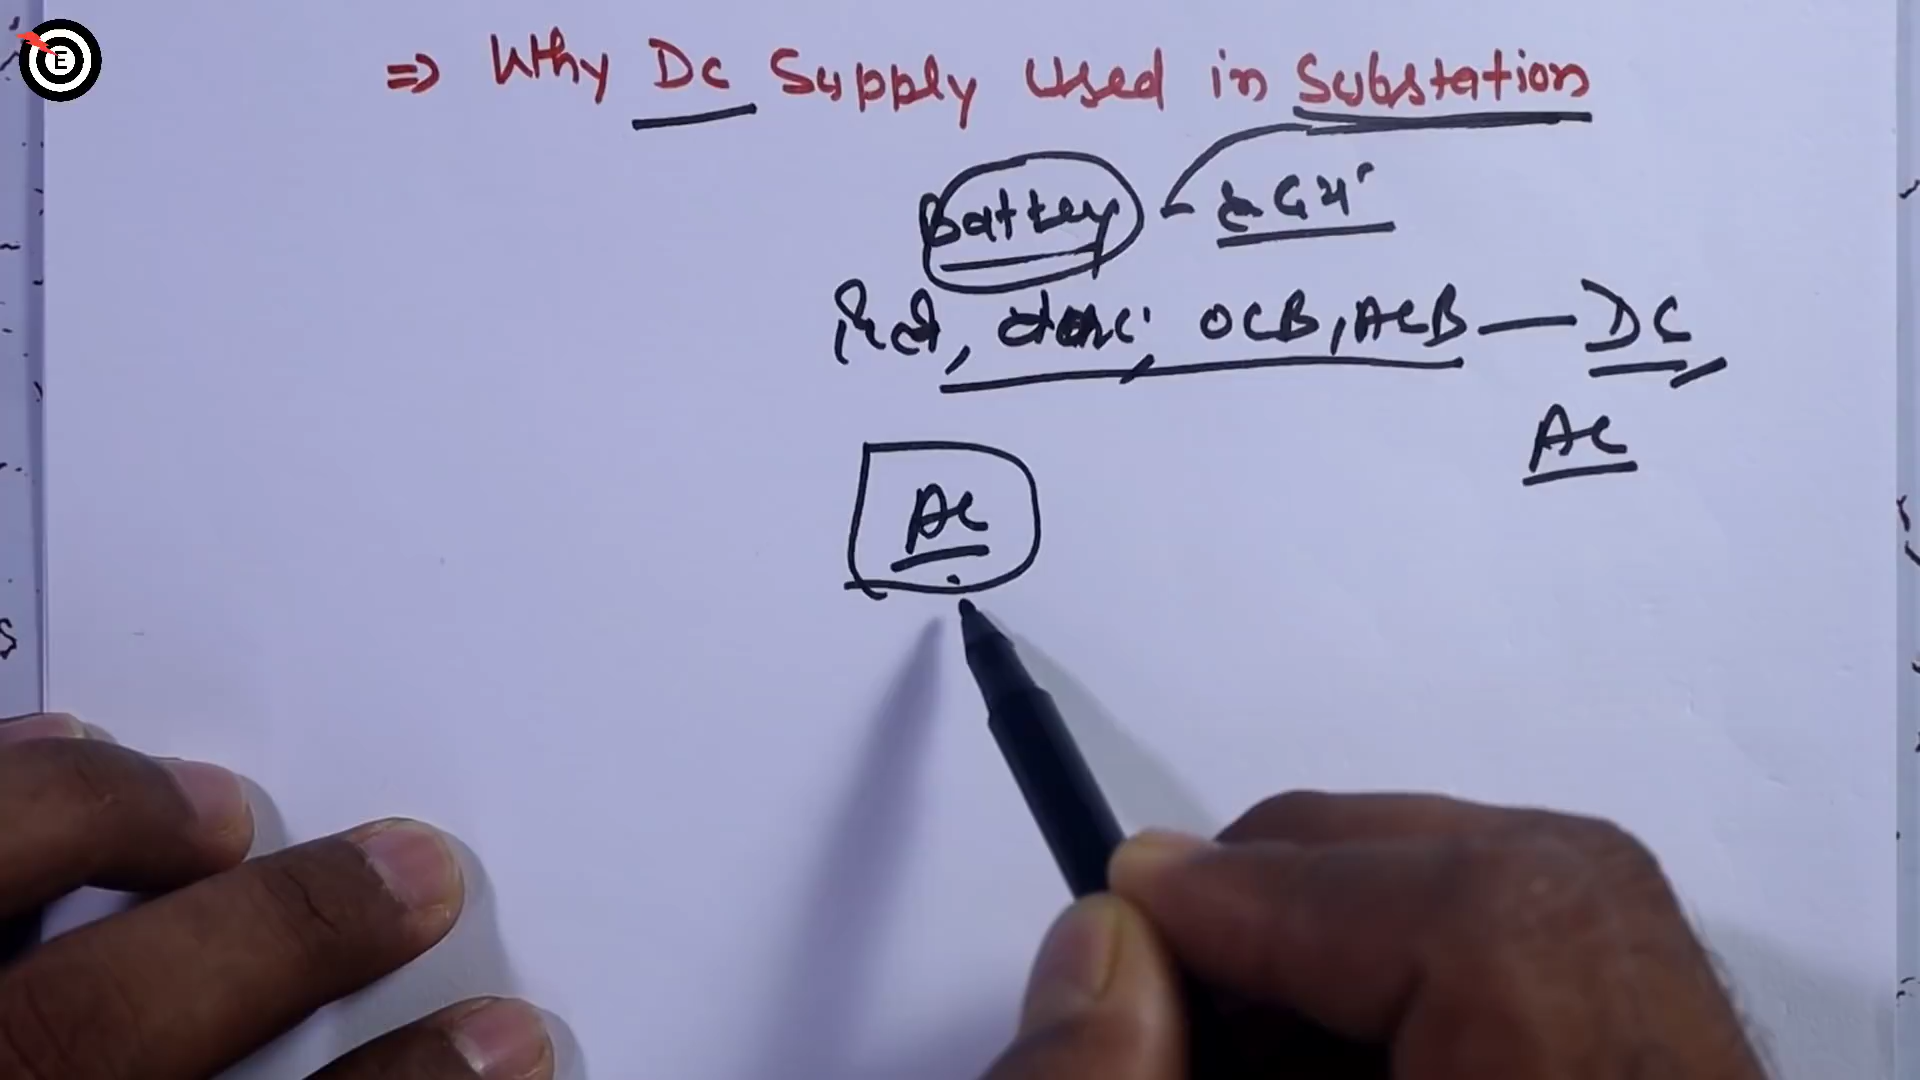 E
⇒ Why DC Supply Used in Substation
Battery -
OCB, ACB — DC
AC
AC
s